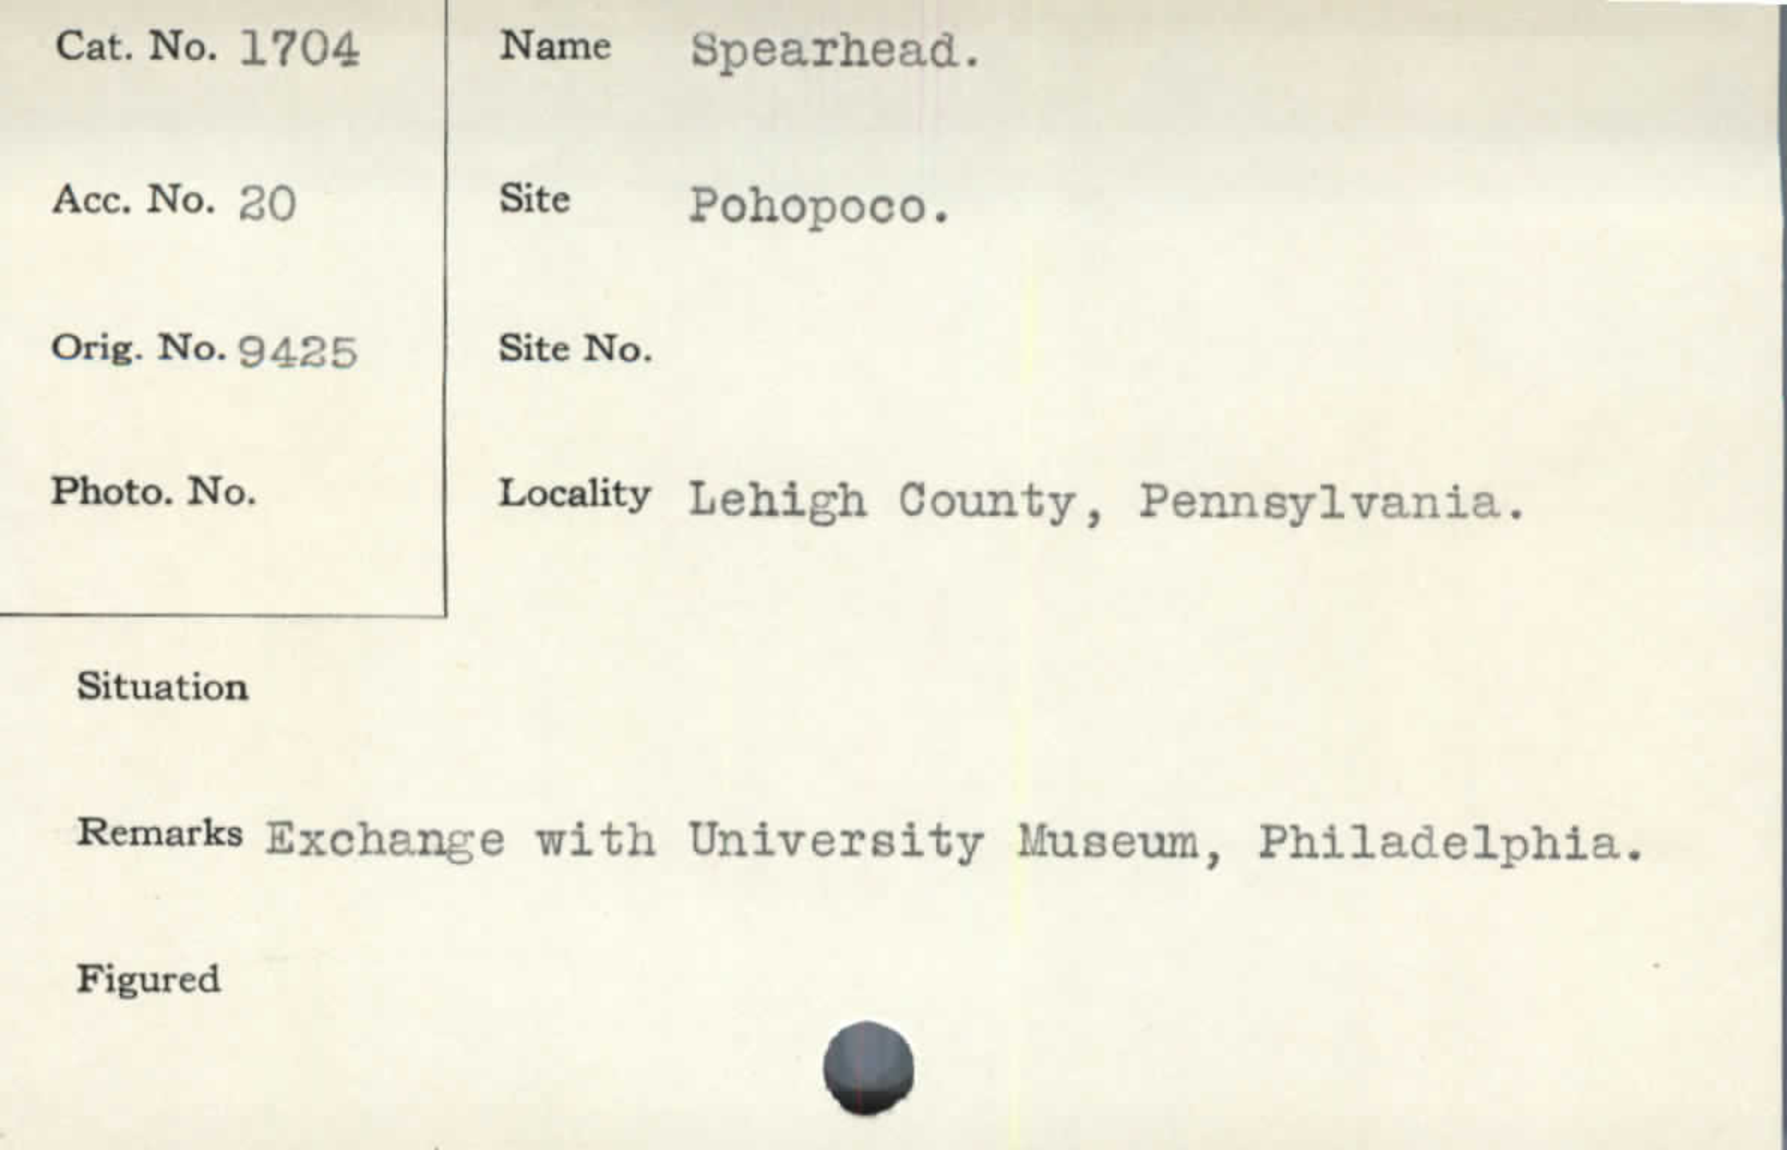 Cat. No. 1704
Name Spearhead.
Acc. No. 20
Site Pohopoco.
Orig. No. 9425
Site No.
Photo. No.
Locality Lehigh County, Pennsylvania.
Situation
Remarks Exchange with University Museum, Philadelphia.
Figured